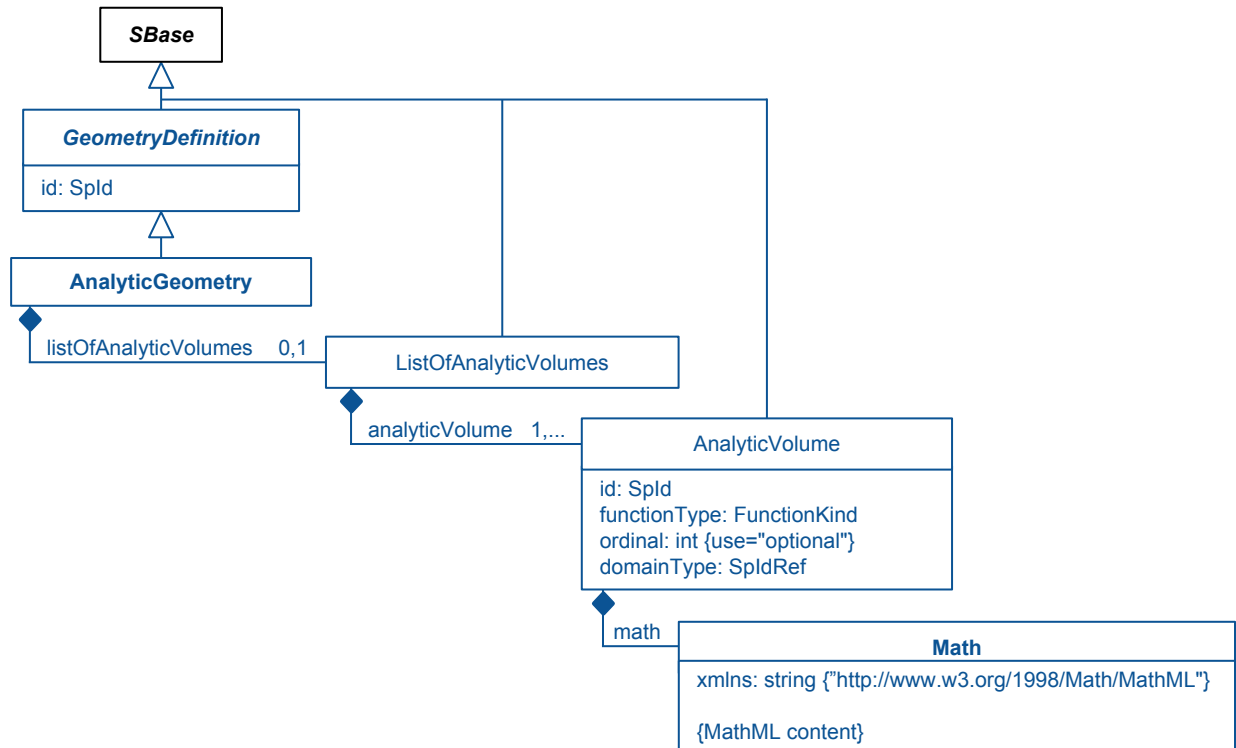 SBase
GeometryDefinition
id: SpId
AnalyticGeometry
listOfAnalyticVolumes 0,1
ListOfAnalyticVolumes
analyticVolume 1,...
AnalyticVolume
id: SpId
functionType: FunctionKind
ordinal: int {use="optional"}
domainType: SpIdRef
math
Math
xmlns: string {”http://www.w3.org/1998/Math/MathML"}
{MathML content}